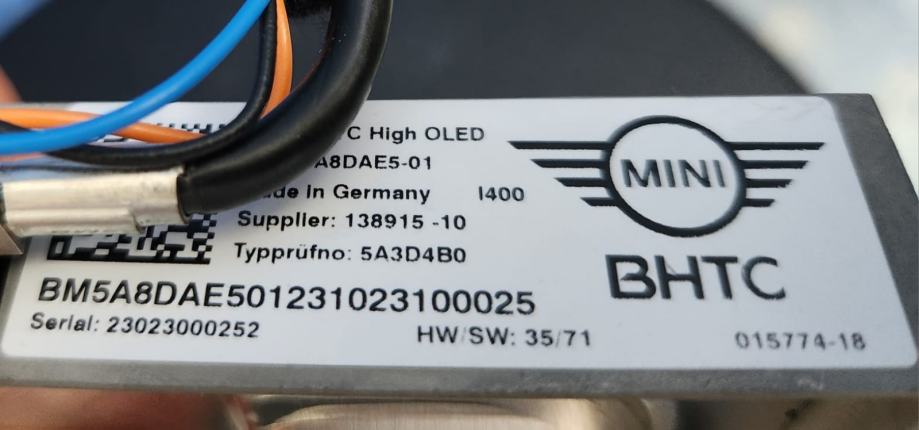 C High OLED
A8DAE5-01
In Germany I400
Supplier: 138915 -10
Typprüfno: 5A3D4B0
BM5A8DAE501231023100025
Serial: 23023000252
HW/SW: 35/71
MINI
BHTC
015774-18